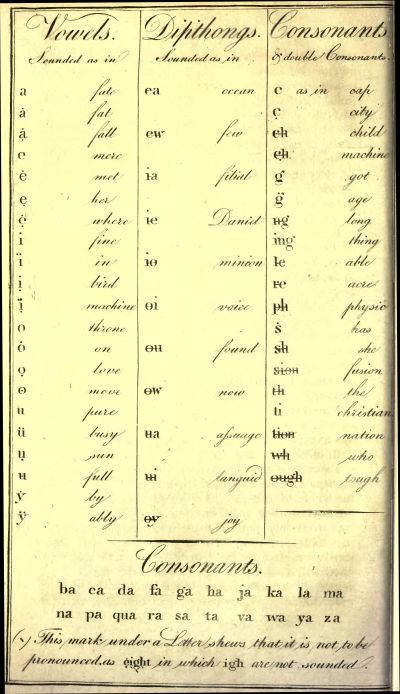 Vowels.
Sounded as in
a fate
ȧ fat
ạ̇ fall
e mere
ė met
ẹ her
ẹ̇ where
i fine
ï in
ị bird
ị̈ machine
o throne
ȯ on
ọ love
ɵ move
u pure
ü busy
ụ sun
ʉ full
ẏ by
ÿ abby
Dipthongs.
Sounded as in
ea ocean
ew few
ia filial
ie Daniel
io minion
oi voice
ou found
ow now
ua aſsuage
ui languid
oy joy
Consonants
& double Consonants.
c as in cap
c̣ city
ch child
cḥ machine
g got
g̈ age
ng long
ing thing
le able
re acre
ph physic
ṡ has
sh she
sion fusion
th the
ti christian
tion nation
wh who
ough tough
Consonants.
ba ca da fa ga ha ja ka la ma
na pa qua ra sa ta va wa ya za
(ˬ) This mark under a Letter shews that it is not to be
pronounced, as eight in which igh are not sounded.